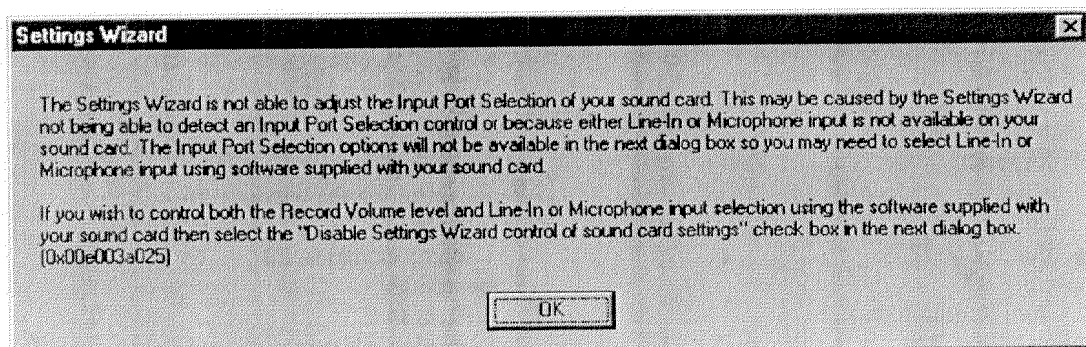 Settings Wizard
The Settings Wizard is not able to adjust the Input Port Selection of your sound card. This may be caused by the Settings Wizard
not being able to detect an Input Port Selection control or because either Line-In or Microphone input is not available on your
sound card. The Input Port Selection options will not be available in the next dialog box so you may need to select Line-In or
Microphone input using software supplied with your sound card.
If you wish to control both the Record Volume level and Line-In or Microphone input selection using the software supplied with
your sound card then select the "Disable Settings Wizard control of sound card settings" check box in the next dialog box.
(0x00e003a025)
OK